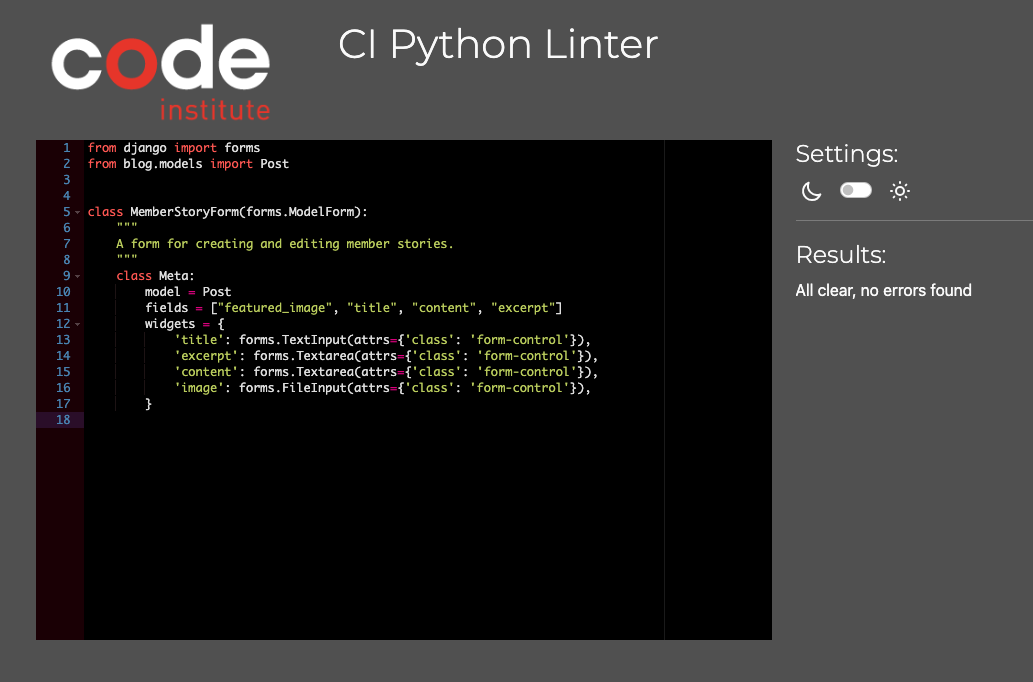 code
institute
CI Python Linter
1 from django import forms
2 from blog.models import Post
3
4
5 class MemberStoryForm(forms.ModelForm):
6     """
7     A form for creating and editing member stories.
8     """
9     class Meta:
10         model = Post
11         fields = ["featured_image", "title", "content", "excerpt"]
12         widgets = {
13             'title': forms.TextInput(attrs={'class': 'form-control'}),
14             'excerpt': forms.Textarea(attrs={'class': 'form-control'}),
15             'content': forms.Textarea(attrs={'class': 'form-control'}),
16             'image': forms.FileInput(attrs={'class': 'form-control'}),
17         }
18
Settings:
Results:
All clear, no errors found